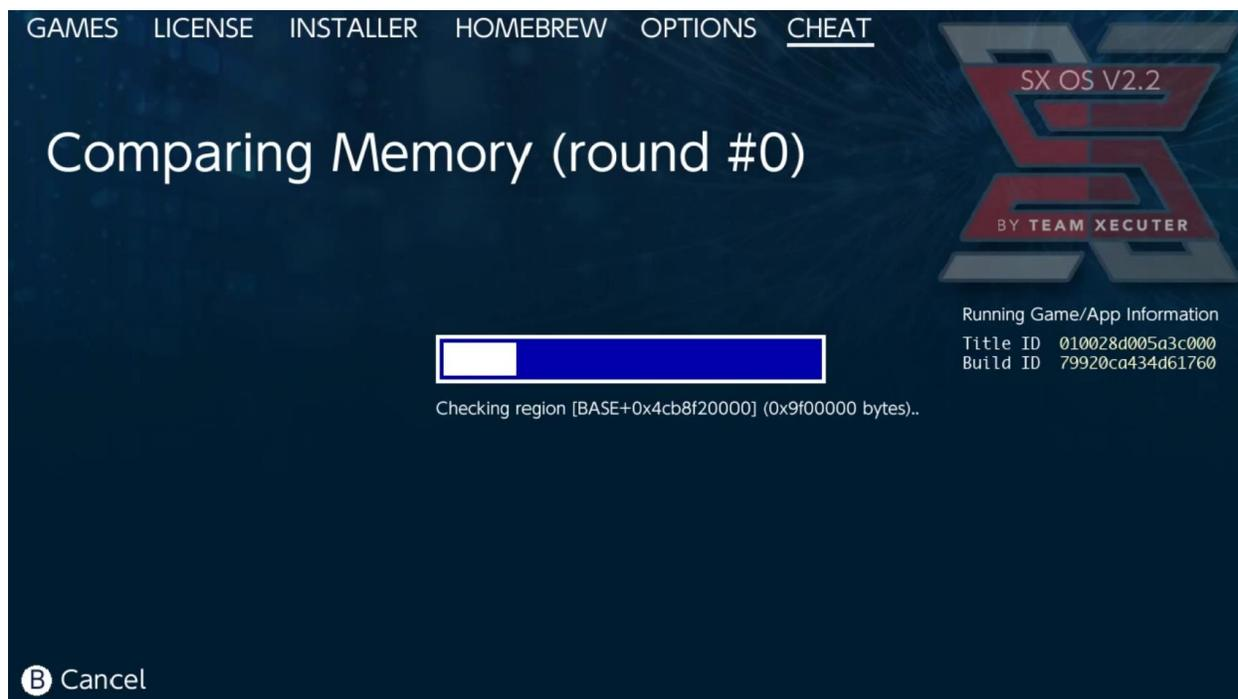 GAMES LICENSE INSTALLER HOMEBREW OPTIONS CHEAT
SX OS V2.2
Comparing Memory (round #0)
BY TEAM XECUTER
Running Game/App Information
Title ID 010028d005a3c000
Build ID 79920ca434d61760
Checking region [BASE+0x4cb8f20000] (0x9f00000 bytes)..
B Cancel